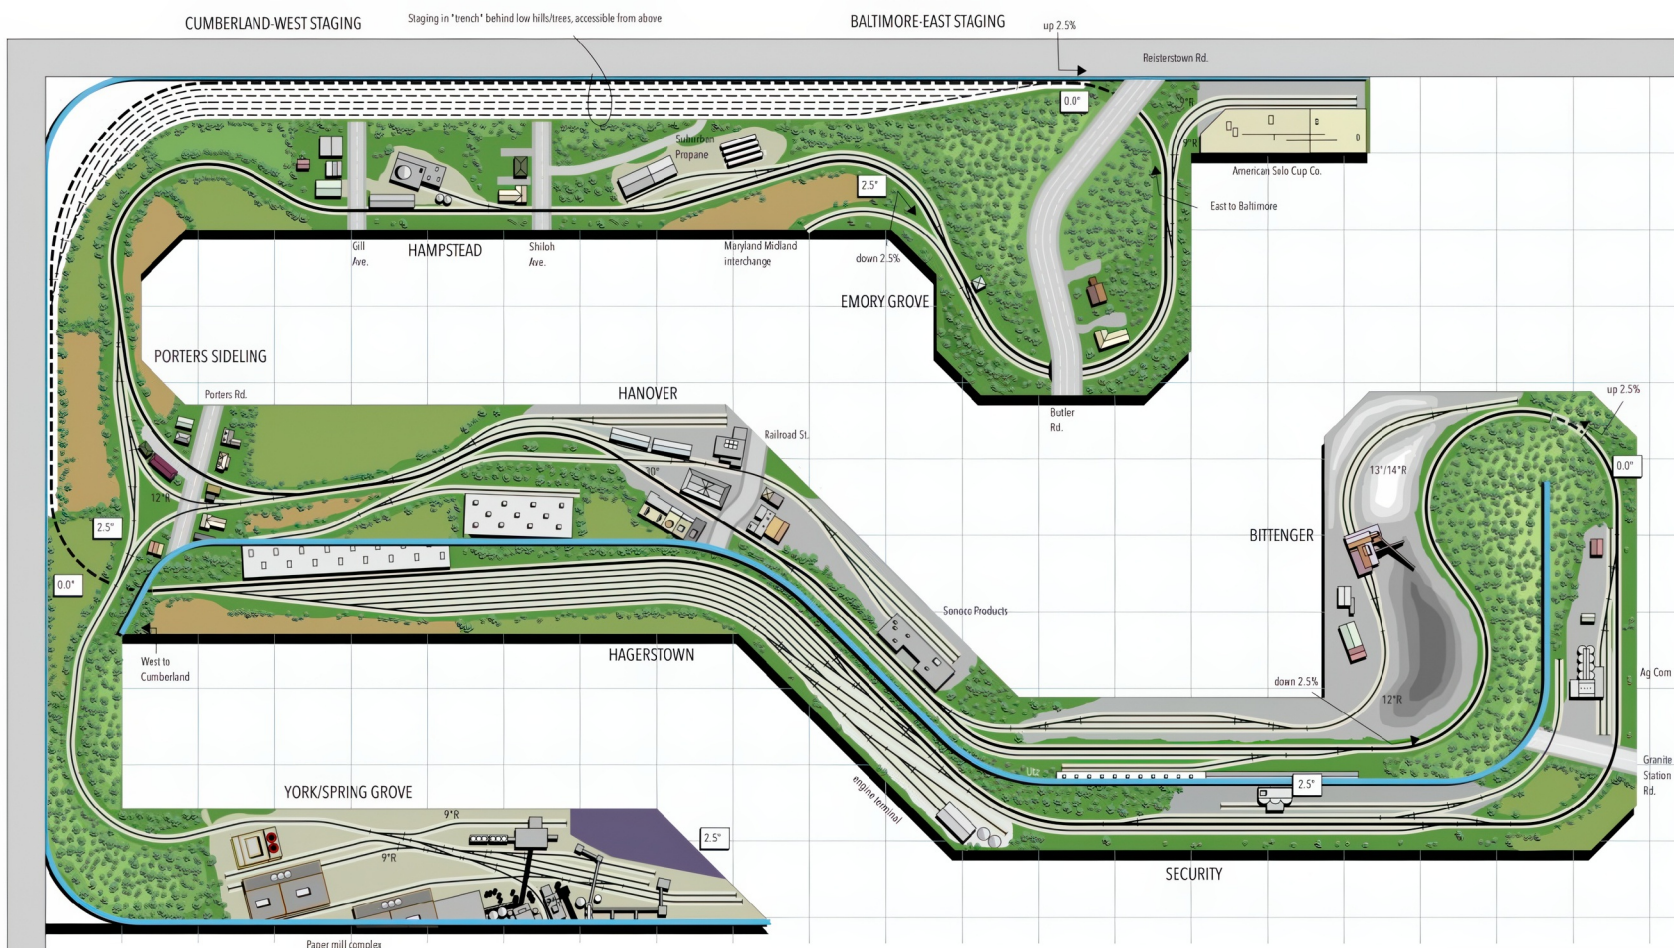 CUMBERLAND-WEST STAGING
Staging in "trench" behind low hills/trees, accessible from above
BALTIMORE-EAST STAGING
up 2.5%
Reisterstown Rd.
0.0"
9"R
9"R
American Solo Cup Co.
Suburban
Propane
2.5"
East to Baltimore
Gill
Ave.
HAMPSTEAD
Shiloh
Ave.
Maryland Midland
interchange
down 2.5%
EMORY GROVE
PORTERS SIDELING
Porters Rd.
HANOVER
Railroad St.
Butler
Rd.
up 2.5%
30"
13"/14"R
0.0"
12"R
2.5"
BITTENGER
0.0"
Sonoco Products
West to
Cumberland
HAGERSTOWN
down 2.5%
12"R
Ag Com
Utz
2.5"
Granite
Station
Rd.
engine terminal
YORK/SPRING GROVE
9"R
9"R
2.5"
SECURITY
Paper mill complex